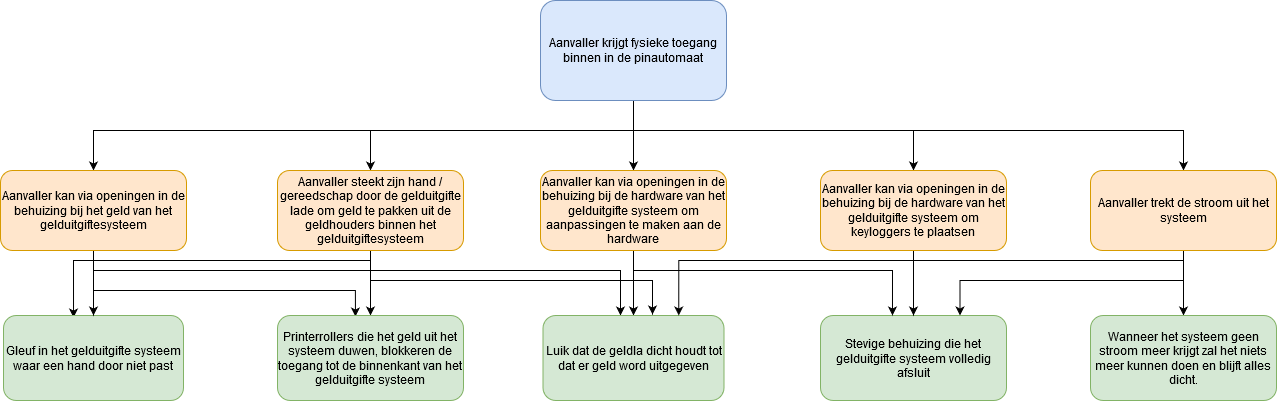 Aanvaller krijgt fysieke toegang
binnen in de pinautomaat
Aanvaller kan via openingen in de
behuizing bij het geld van het
gelduitgiftesysteem
Aanvaller steekt zijn hand /
gereedschap door de gelduitgifte
lade om geld te pakken uit de
geldhouders binnen het
gelduitgiftesysteem
Aanvaller kan via openingen in de
behuizing bij de hardware van het
gelduitgifte systeem om
aanpassingen te maken aan de
hardware
Aanvaller kan via openingen in de
behuizing bij de hardware van het
gelduitgifte systeem om
keyloggers te plaatsen
Aanvaller trekt de stroom uit het
systeem
Gleuf in het gelduitgifte systeem
waar een hand door niet past
Printerrollers die het geld uit het
systeem duwen, blokkeren de
toegang tot de binnenkant van het
gelduitgifte systeem
Luik dat de geldla dicht houdt tot
dat er geld word uitgegeven
Stevige behuizing die het
gelduitgifte systeem volledig
afsluit
Wanneer het systeem geen
stroom meer krijgt zal het niets
meer kunnen doen en blijft alles
dicht.